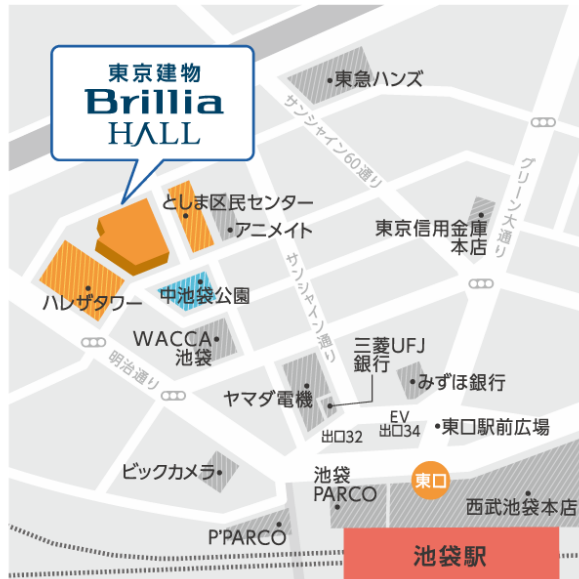 東京建物
Brillia
HALL
東急ハンズ
サンシャイン60通り
グリーン大通り
としま区民センター
アニメイト
東京信用金庫
本店
ハレザタワー
中池袋公園
サンシャイン通り
WACCA
池袋
明治通り
三菱UFJ
銀行
ヤマダ電機
みずほ銀行
出口32
EV
出口34
東口駅前広場
ビックカメラ
池袋
PARCO
東口
西武池袋本店
P'PARCO
池袋駅